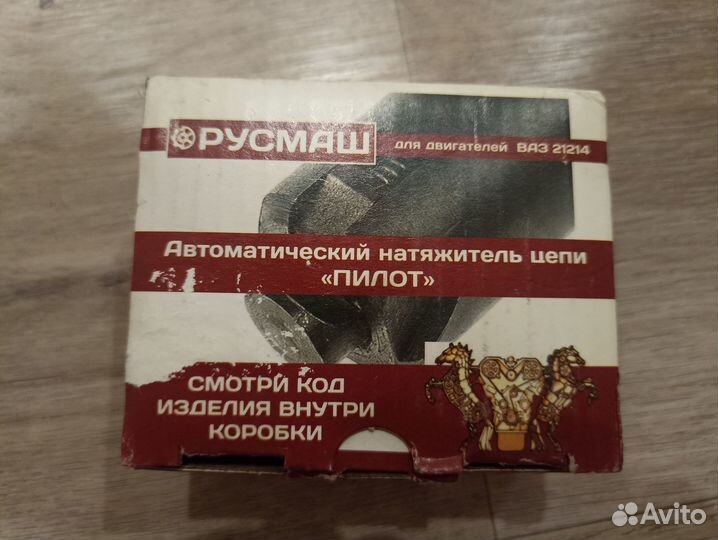 РУСМАШ
для двигателей ВАЗ 21214
Автоматический натяжитель цепи
«ПИЛОТ»
СМОТРИ КОД
ИЗДЕЛИЯ ВНУТРИ
КОРОБКИ
Avito